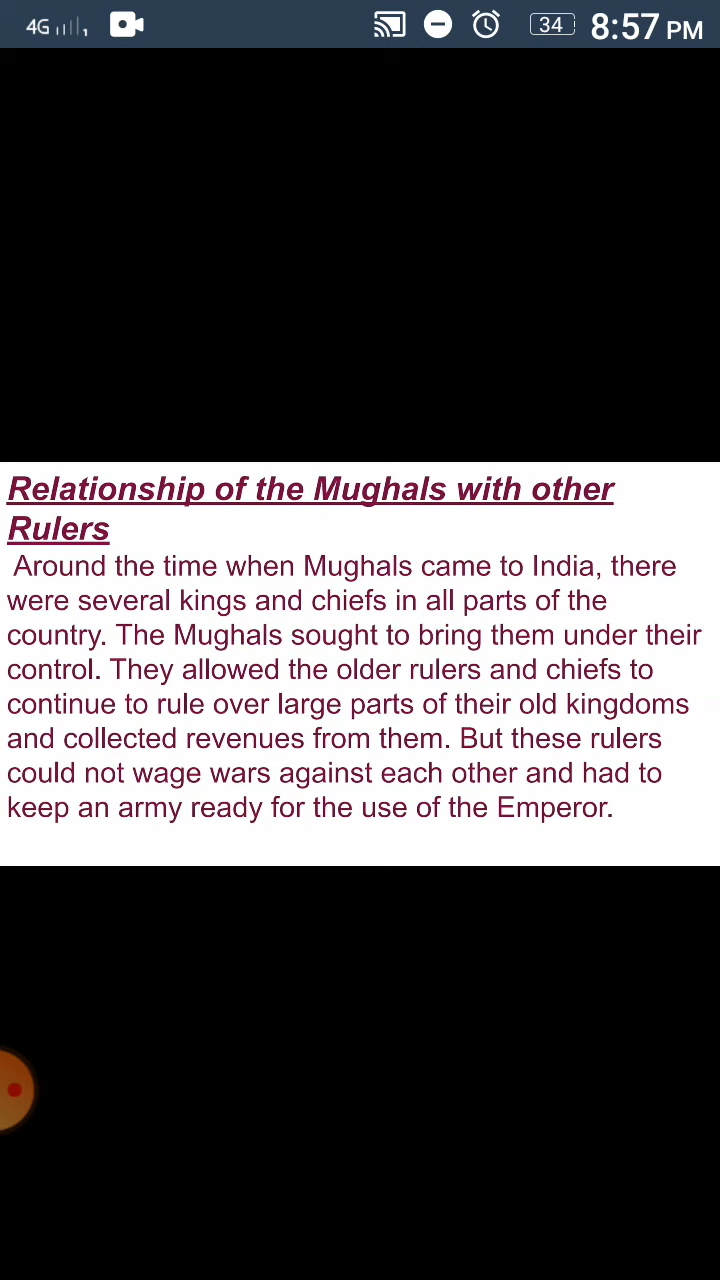 4G
34
8:57 PM
Relationship of the Mughals with other
Rulers
Around the time when Mughals came to India, there
were several kings and chiefs in all parts of the
country. The Mughals sought to bring them under their
control. They allowed the older rulers and chiefs to
continue to rule over large parts of their old kingdoms
and collected revenues from them. But these rulers
could not wage wars against each other and had to
keep an army ready for the use of the Emperor.